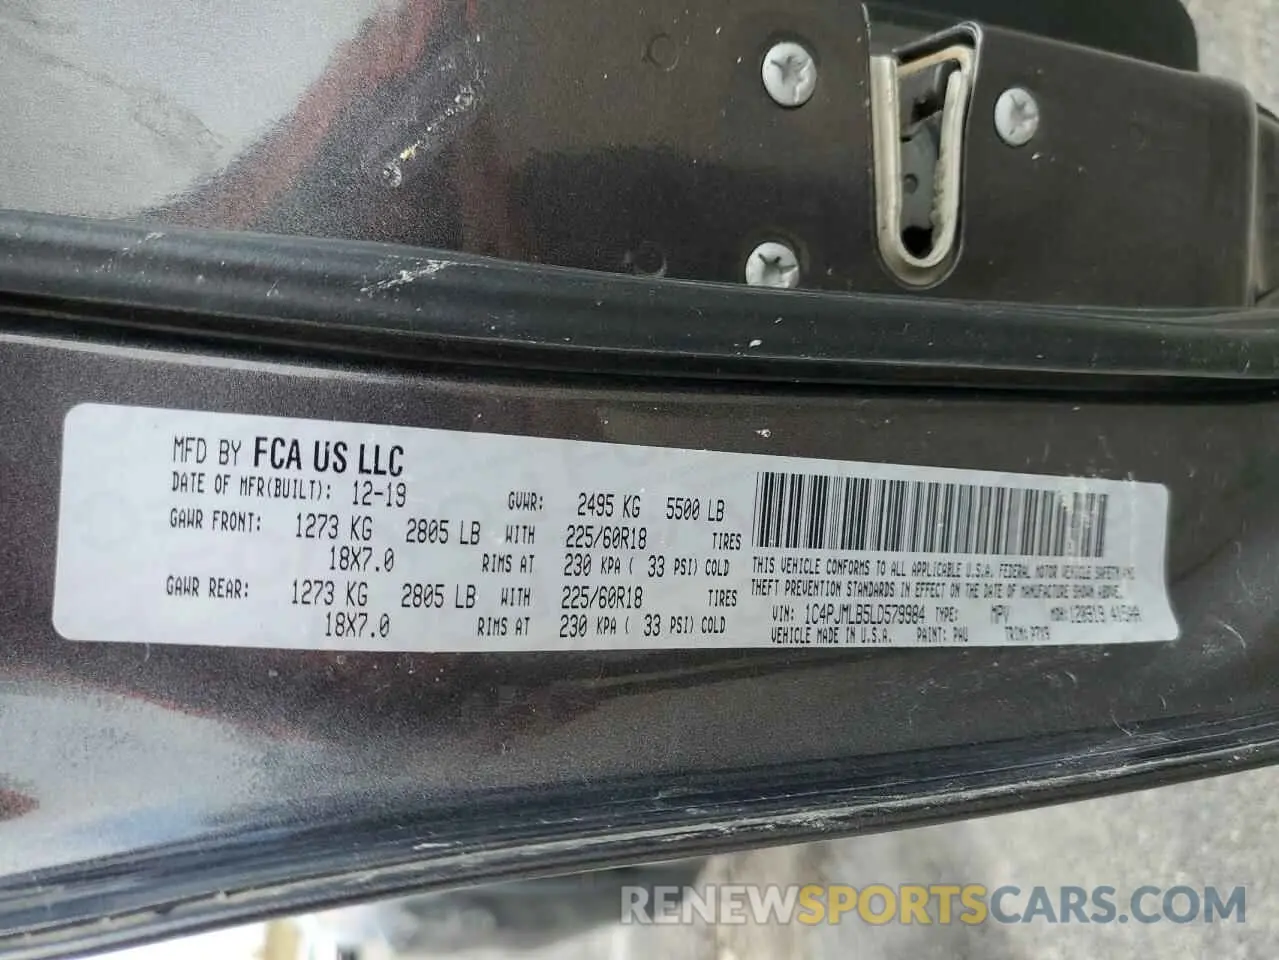 MFD BY FCA US LLC
DATE OF MFR(BUILT): 12-19 GVWR: 2495 KG 5500 LB
GAWR FRONT: 1273 KG 2805 LB WITH 225/60R18 TIRES
18X7.0 RIMS AT 230 KPA ( 33 PSI) COLD
GAWR REAR: 1273 KG 2805 LB WITH 225/60R18 TIRES
18X7.0 RIMS AT 230 KPA ( 33 PSI) COLD
THIS VEHICLE CONFORMS TO ALL APPLICABLE U.S.A. FEDERAL MOTOR VEHICLE SAFETY AND
THEFT PREVENTION STANDARDS IN EFFECT ON THE DATE OF MANUFACTURE SHOWN ABOVE.
VIN: 1C4PJMLB5LD579984 TYPE: MPV MDH: 120919
VEHICLE MADE IN U.S.A. PAINT: PAU TRIM: P7X9
RENEWSPORTSCARS.COM